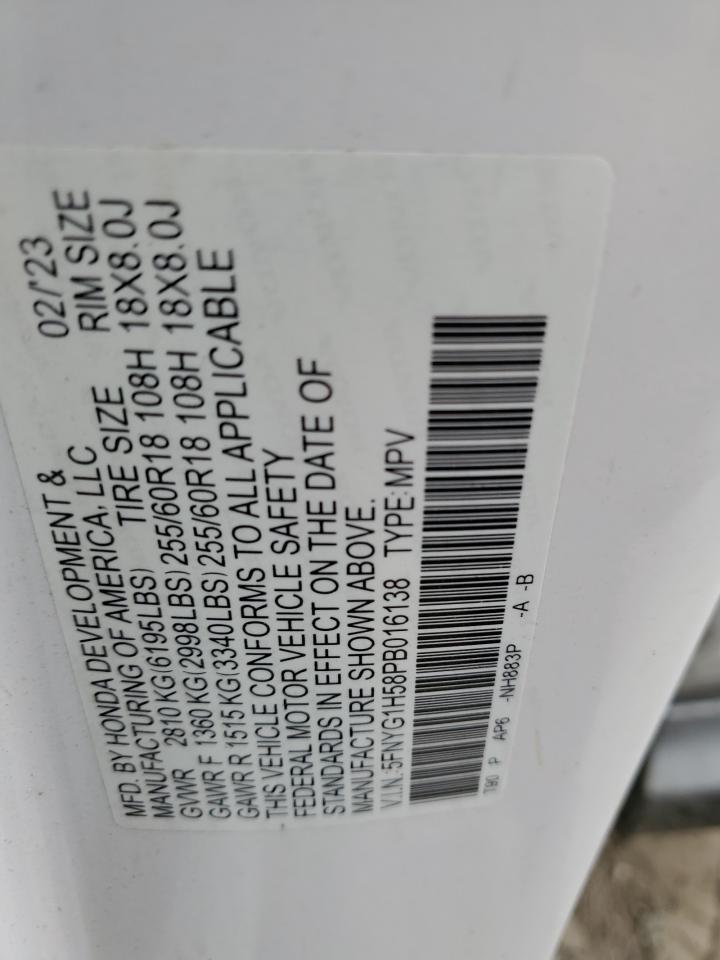 MFD. BY HONDA DEVELOPMENT & 02/'23
MANUFACTURING OF AMERICA, LLC
GVWR 2810 KG(6195LBS) TIRE SIZE RIM SIZE
GAWR F 1360 KG(2998LBS) 255/60R18 108H 18X8.0J
GAWR R 1515 KG(3340LBS) 255/60R18 108H 18X8.0J
THIS VEHICLE CONFORMS TO ALL APPLICABLE
FEDERAL MOTOR VEHICLE SAFETY
STANDARDS IN EFFECT ON THE DATE OF
MANUFACTURE SHOWN ABOVE.
V.I.N.:5FNYG1H58PB016138 TYPE:MPV
T90 :P AP6 -NH883P -A -B